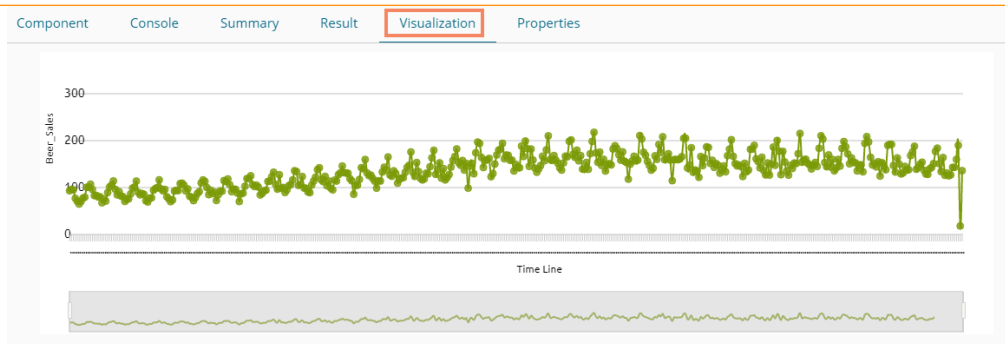 Component Console Summary Result Visualization Properties
300
200
100
0
Beer_Sales
Time Line